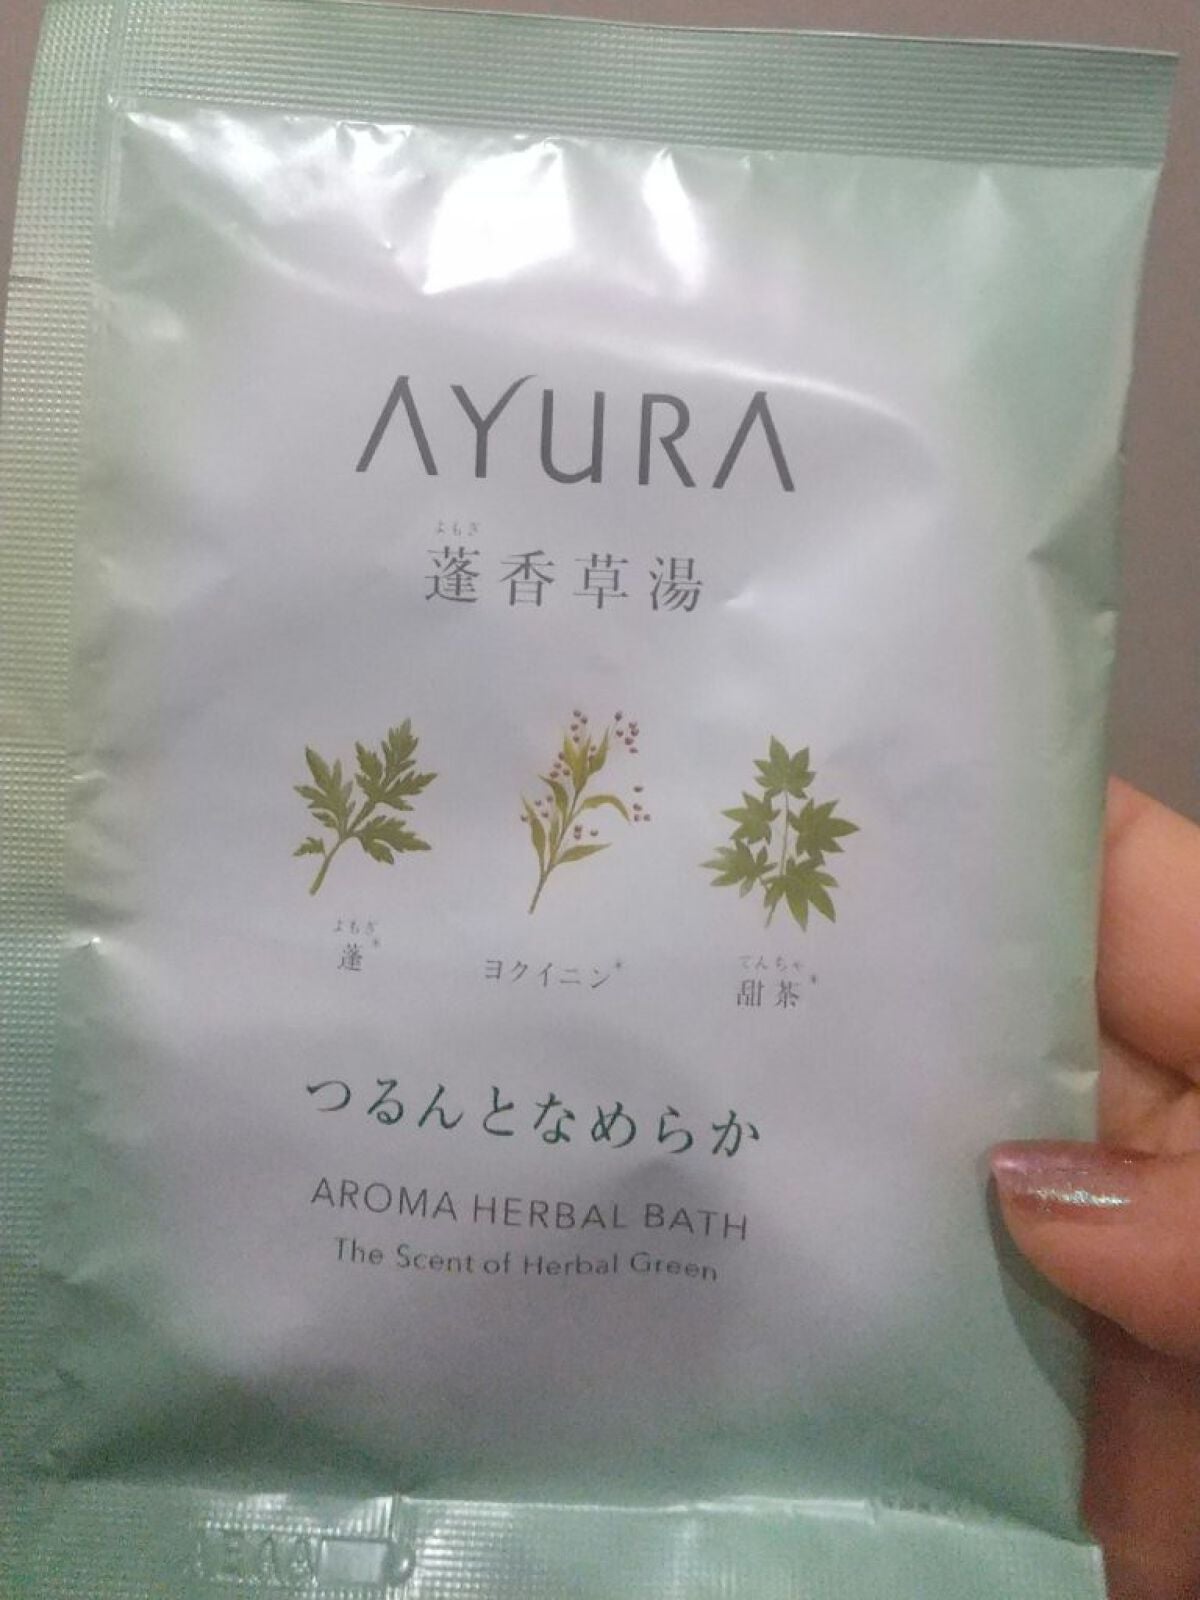 AYURA
よもぎ
蓬香草湯
よもぎ
蓬*
ヨクイニン*
てんちゃ
甜茶*
つるんとなめらか
AROMA HERBAL BATH
The Scent of Herbal Green